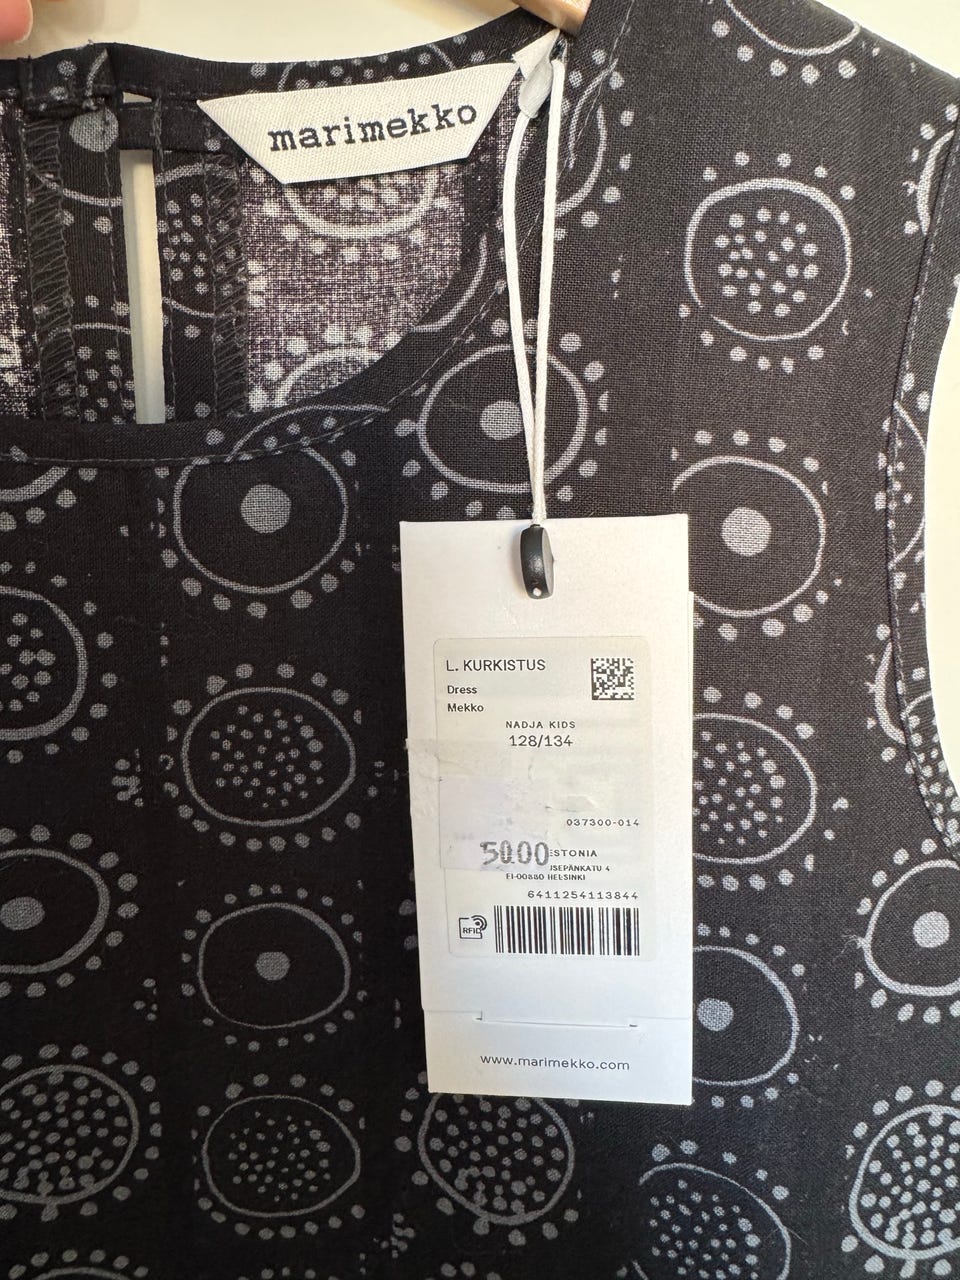 marimekko
L. KURKISTUS
Dress
Mekko
NADJA KIDS
128/134
037300-014
50.00
ESTONIA
4
FI-00880 HELSINKI
6411254113844
RFID
www.marimekko.com